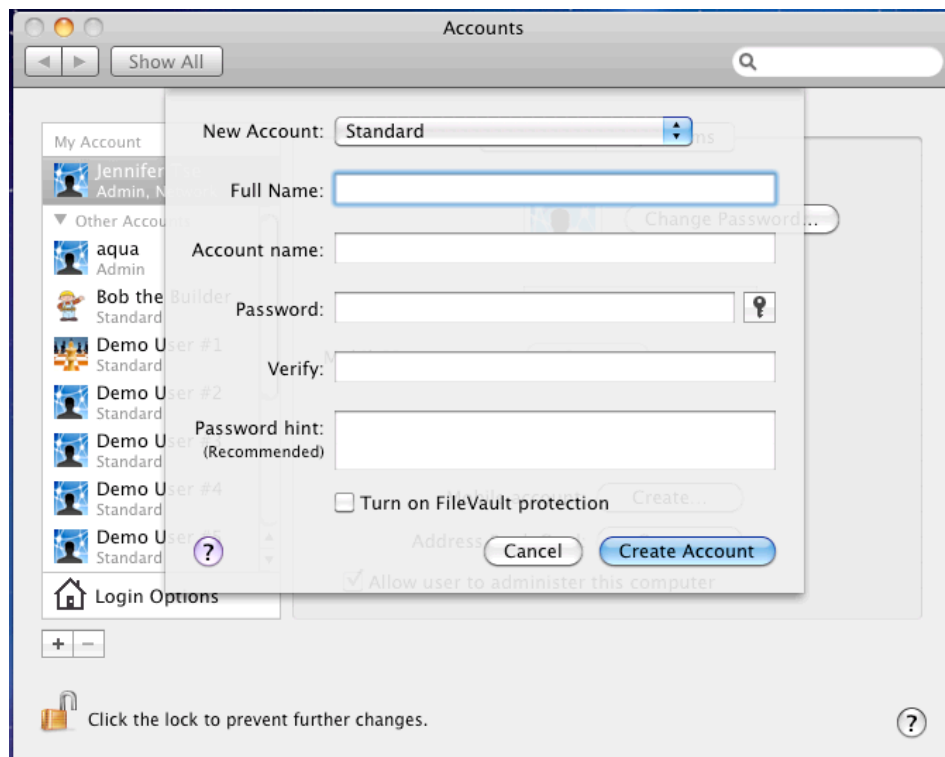 Accounts
Show All
New Account: Standard
My Account
Jennifer
Admin,
Full Name:
Other Accounts
Change Password...
aqua
Admin
Account name:
Bob the Builder
Standard
Password:
Demo User #1
Standard
Verify:
Demo User #2
Standard
Password hint:
(Recommended)
Demo User #3
Standard
Demo User #4
Standard
Mobile account: Create...
Turn on FileVault protection
Demo User #5
Standard
Address
?
Cancel
Create Account
Allow user to administer this computer
Login Options
+ −
Click the lock to prevent further changes.
?